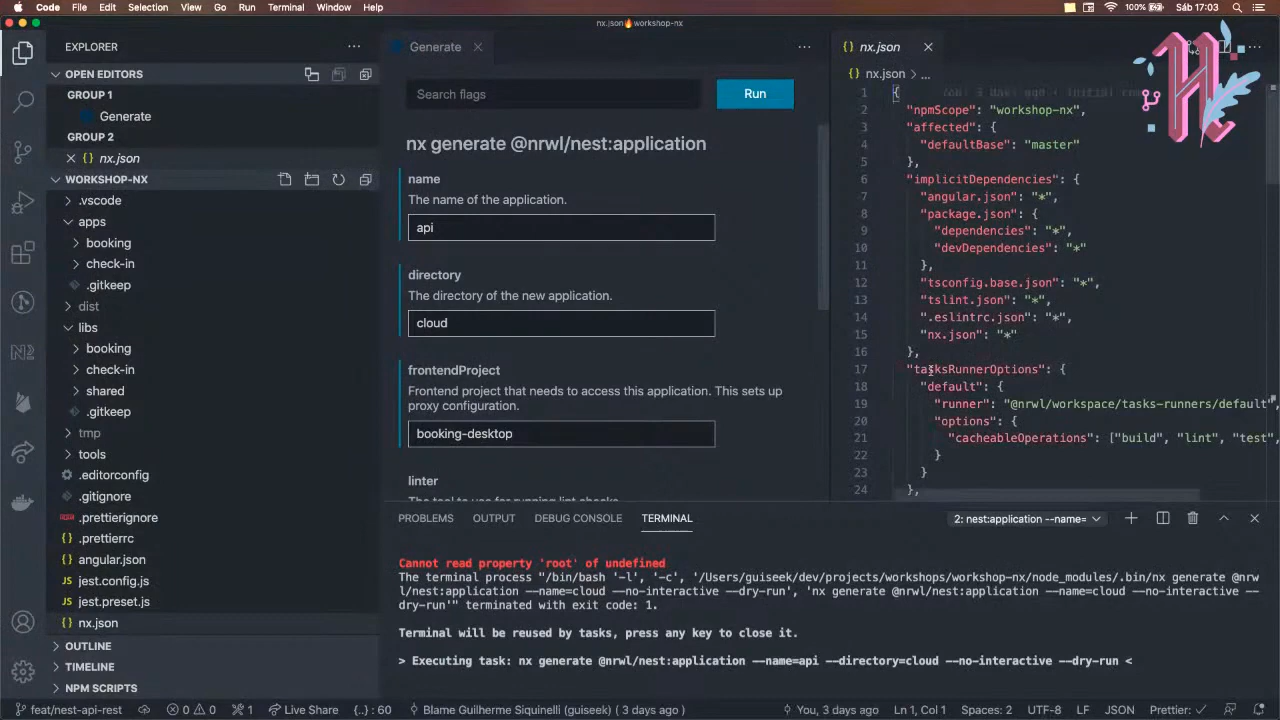 Code File Edit Selection View Go Run Terminal Window Help
100% Sáb 17:03
nx.json🔥workshop-nx
EXPLORER
OPEN EDITORS
GROUP 1
Generate
GROUP 2
nx.json
WORKSHOP-NX
.vscode
apps
booking
check-in
.gitkeep
dist
libs
booking
check-in
shared
.gitkeep
tmp
tools
.editorconfig
.gitignore
.prettierignore
.prettierrc
angular.json
jest.config.js
jest.preset.js
nx.json
OUTLINE
TIMELINE
NPM SCRIPTS
Generate
Search flags
Run
nx generate @nrwl/nest:application
name
The name of the application.
api
directory
The directory of the new application.
cloud
frontendProject
Frontend project that needs to access this application. This sets up
proxy configuration.
booking-desktop
linter
The tool to use for running lint checks.
nx.json
nx.json > ...
1 {
2 "npmScope": "workshop-nx",
3 "affected": {
4 "defaultBase": "master"
5 },
6 "implicitDependencies": {
7 "angular.json": "*",
8 "package.json": {
9 "dependencies": "*",
10 "devDependencies": "*"
11 },
12 "tsconfig.base.json": "*",
13 "tslint.json": "*",
14 ".eslintrc.json": "*",
15 "nx.json": "*"
16 },
17 "tasksRunnerOptions": {
18 "default": {
19 "runner": "@nrwl/workspace/tasks-runners/default",
20 "options": {
21 "cacheableOperations": ["build", "lint", "test",
22 }
23 }
24 },
PROBLEMS OUTPUT DEBUG CONSOLE TERMINAL
2: nest:application --name=
Cannot read property 'root' of undefined
The terminal process "/bin/bash '-l', '-c', '/Users/guiseek/dev/projects/workshops/workshop-nx/node_modules/.bin/nx generate @nrw
l/nest:application --name=cloud --no-interactive --dry-run', 'nx generate @nrwl/nest:application --name=cloud --no-interactive --
dry-run'" terminated with exit code: 1.
Terminal will be reused by tasks, press any key to close it.
> Executing task: nx generate @nrwl/nest:application --name=api --directory=cloud --no-interactive --dry-run <
feat/nest-api-rest 0 0 1 Live Share {..} : 60 Blame Guilherme Siquinelli (guiseek) ( 3 days ago ) You, 3 days ago Ln 1, Col 1 Spaces: 2 UTF-8 LF JSON Prettier: ✓